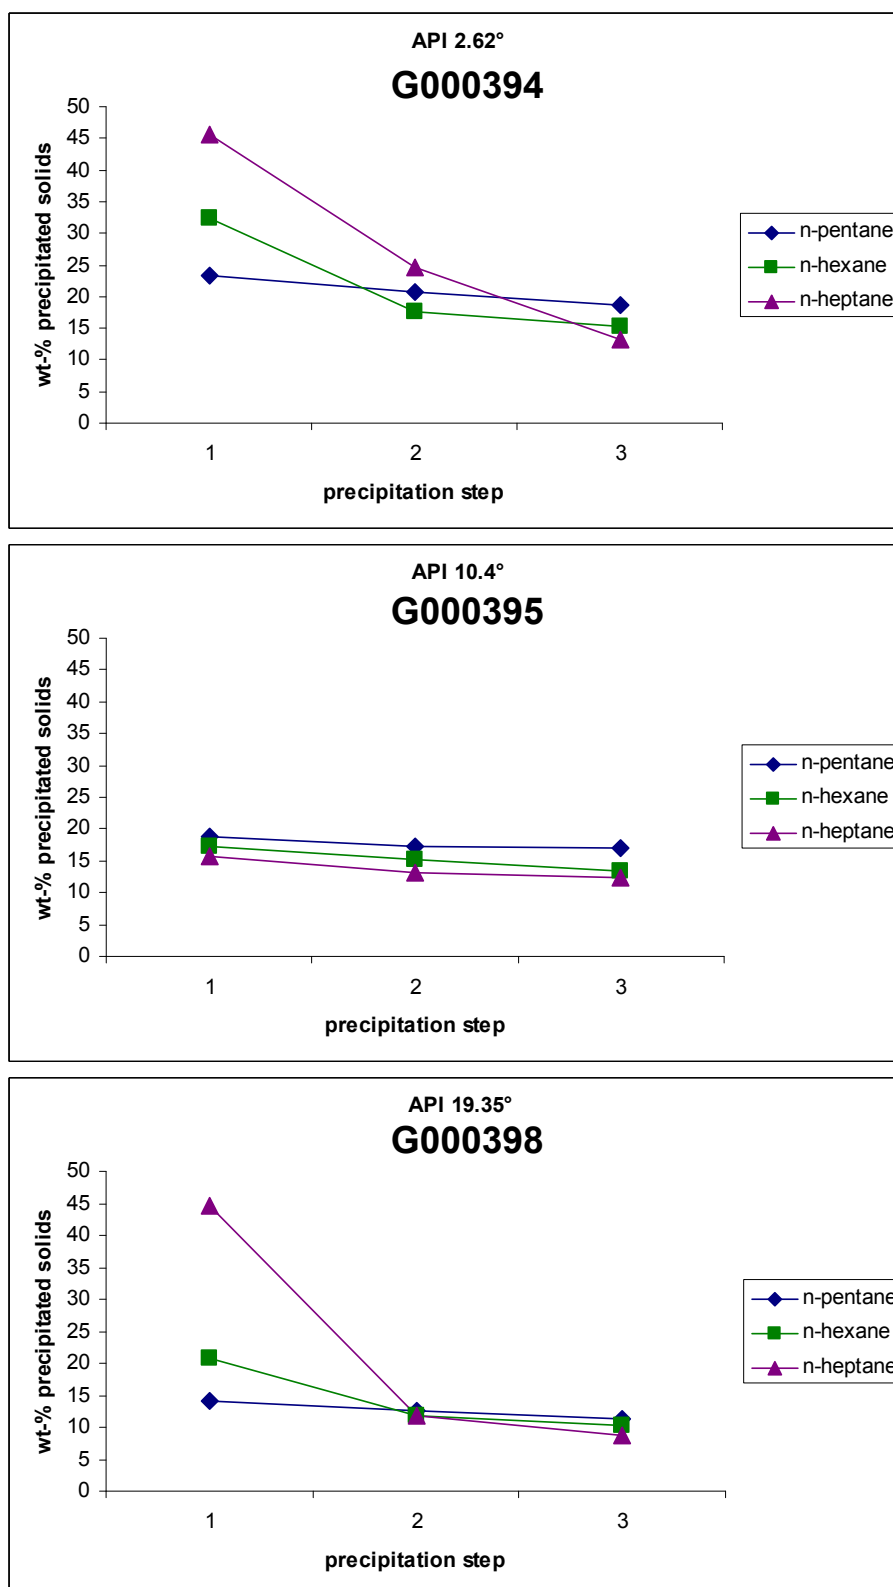 API 2.62°
G000394
50
45
40
35
30
25
20
15
10
5
0
wt-% precipitated solids
1 2 3
precipitation step
n-pentane
n-hexane
n-heptane
API 10.4°
G000395
50
45
40
35
30
25
20
15
10
5
0
wt-% precipitated solids
1 2 3
precipitation step
n-pentane
n-hexane
n-heptane
API 19.35°
G000398
50
45
40
35
30
25
20
15
10
5
0
wt-% precipitated solids
1 2 3
precipitation step
n-pentane
n-hexane
n-heptane